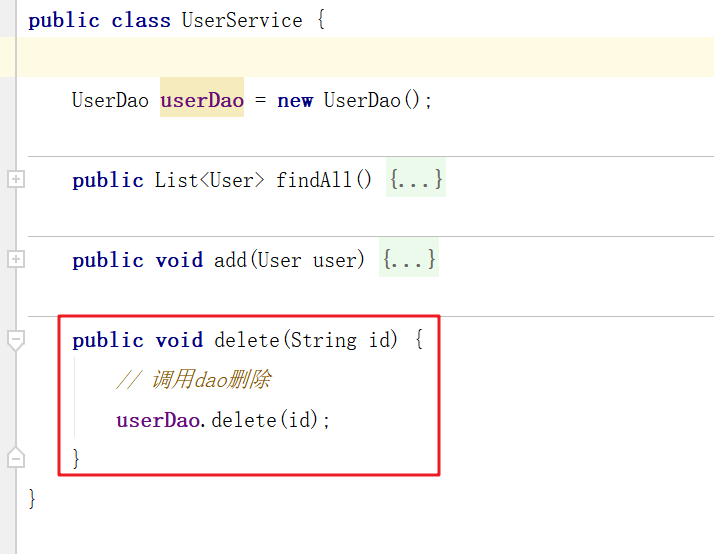 public class UserService {
UserDao userDao = new UserDao();
public List<User> findAll() {...}
public void add(User user) {...}
public void delete(String id) {
// 调用dao删除
userDao.delete(id);
}
}